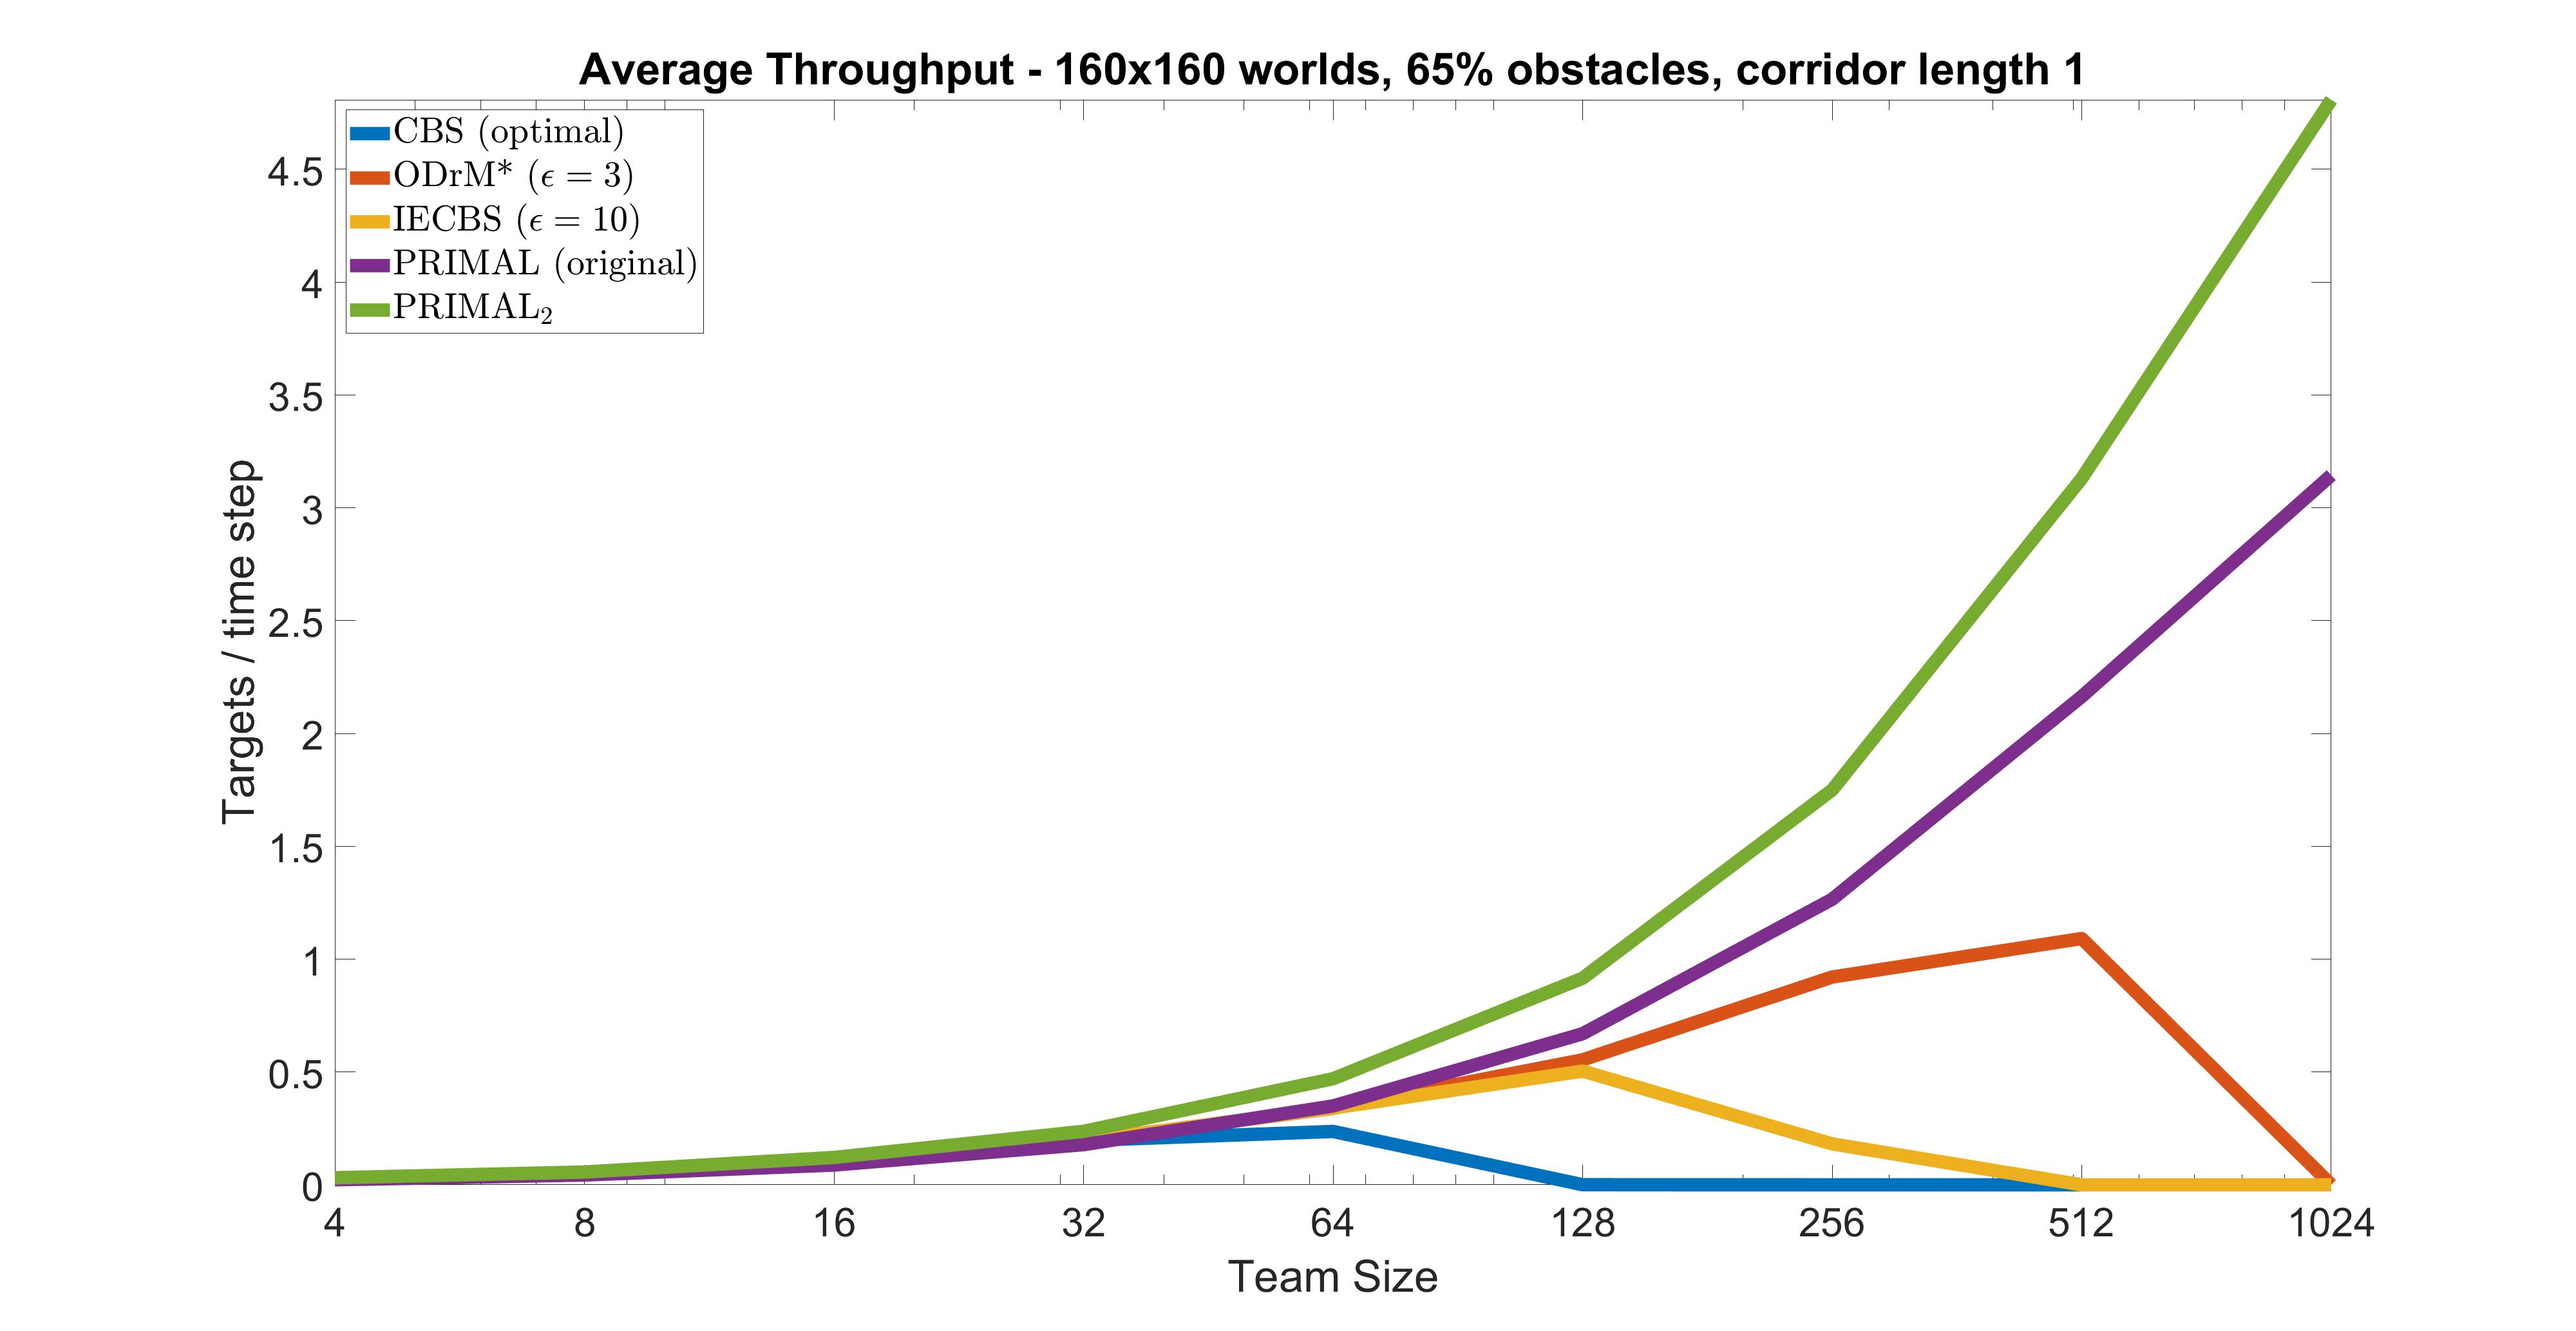 Average Throughput - 160x160 worlds, 65% obstacles, corridor length 1
CBS (optimal)
ODrM* (ϵ = 3)
IECBS (ϵ = 10)
PRIMAL (original)
PRIMAL₂
4.5
4
3.5
3
2.5
2
1.5
1
0.5
0
Targets / time step
4 8 16 32 64 128 256 512 1024
Team Size